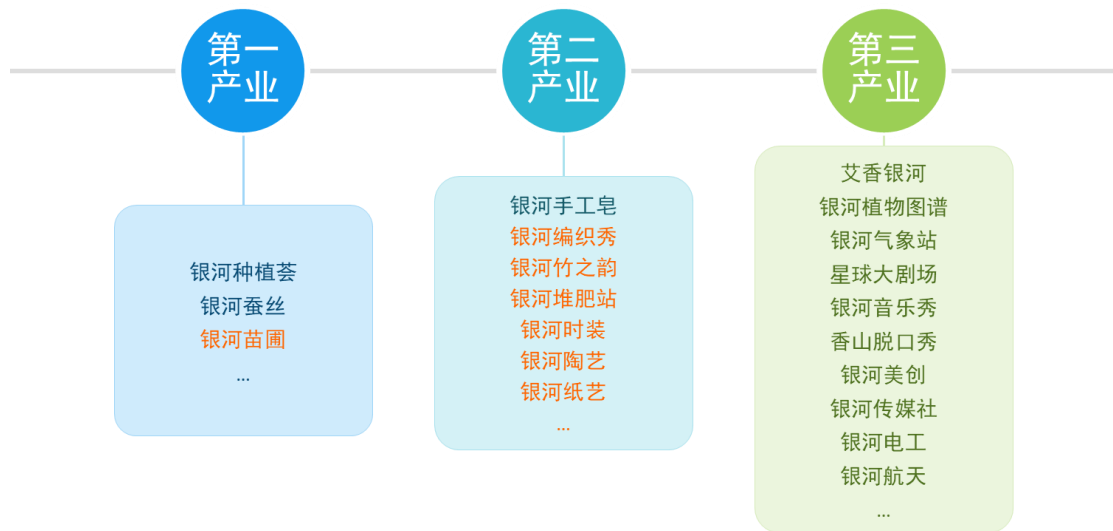 第一
产业
银河种植荟
银河蚕丝
银河苗圃
...
第二
产业
银河手工皂
银河编织秀
银河竹之韵
银河堆肥站
银河时装
银河陶艺
银河纸艺
...
第三
产业
艾香银河
银河植物图谱
银河气象站
星球大剧场
银河音乐秀
香山脱口秀
银河美创
银河传媒社
银河电工
银河航天
...